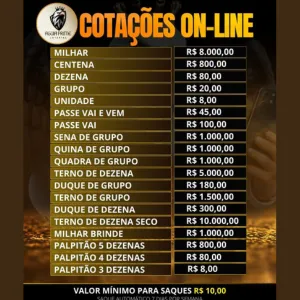 COTAÇÕES ON-LINE
MILHAR R$ 8.000,00
CENTENA R$ 800,00
DEZENA R$ 80,00
GRUPO R$ 20,00
UNIDADE R$ 8,00
PASSE VAI E VEM R$ 45,00
PASSE VAI R$ 100,00
SENA DE GRUPO R$ 1.000,00
QUINA DE GRUPO R$ 1.000,00
QUADRA DE GRUPO R$ 1.000,00
TERNO DE DEZENA R$ 5.000,00
DUQUE DE GRUPO R$ 180,00
TERNO DE GRUPO R$ 1.500,00
DUQUE DE DEZENA R$ 300,00
TERNO DE DEZENA SECO R$ 10.000,00
MILHAR BRINDE R$ 1.000,00
PALPITÃO 5 DEZENAS R$ 800,00
PALPITÃO 4 DEZENAS R$ 80,00
PALPITÃO 3 DEZENAS R$ 8,00
VALOR MÍNIMO PARA SAQUES R$ 10,00
SAQUE AUTOMÁTICO 7 DIAS POR SEMANA